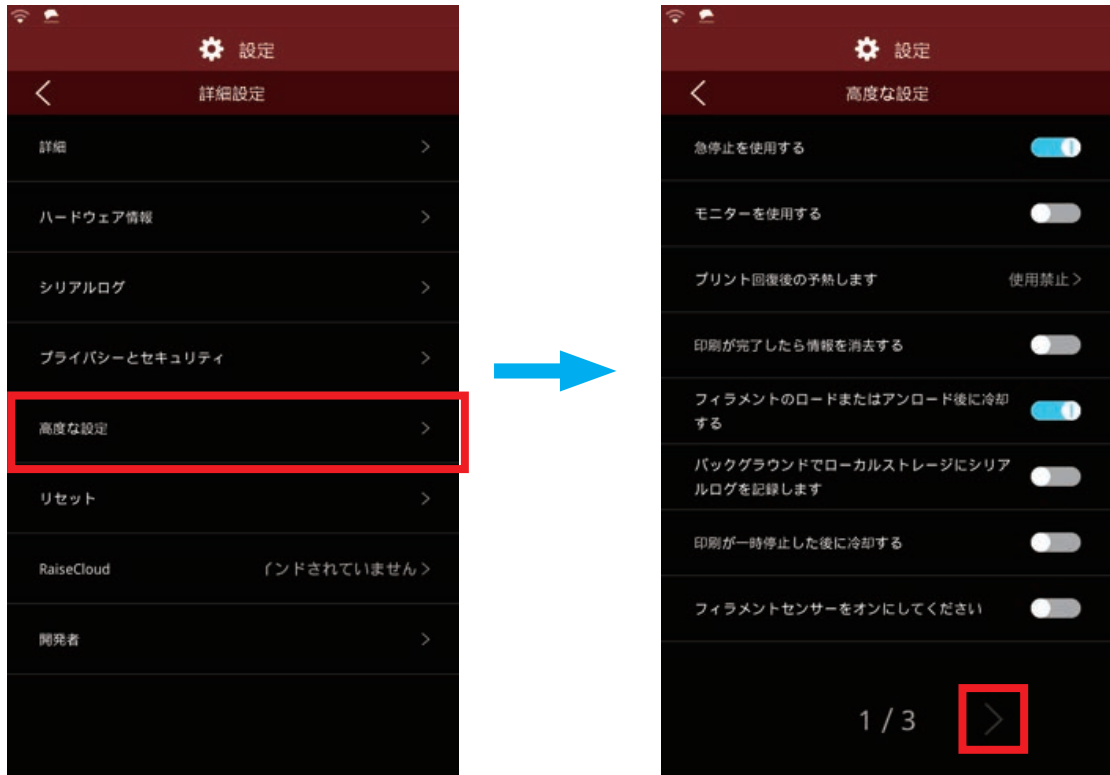 設定
詳細設定
詳細
ハードウェア情報
シリアルログ
プライバシーとセキュリティ
高度な設定
リセット
RaiseCloud
インドされていません
開発者
設定
高度な設定
急停止を使用する
モニターを使用する
プリント回復後の予熱します
使用禁止
印刷が完了したら情報を消去する
フィラメントのロードまたはアンロード後に冷却
する
バックグラウンドでローカルストレージにシリア
ルログを記録します
印刷が一時停止した後に冷却する
フィラメントセンサーをオンにしてください
1 / 3